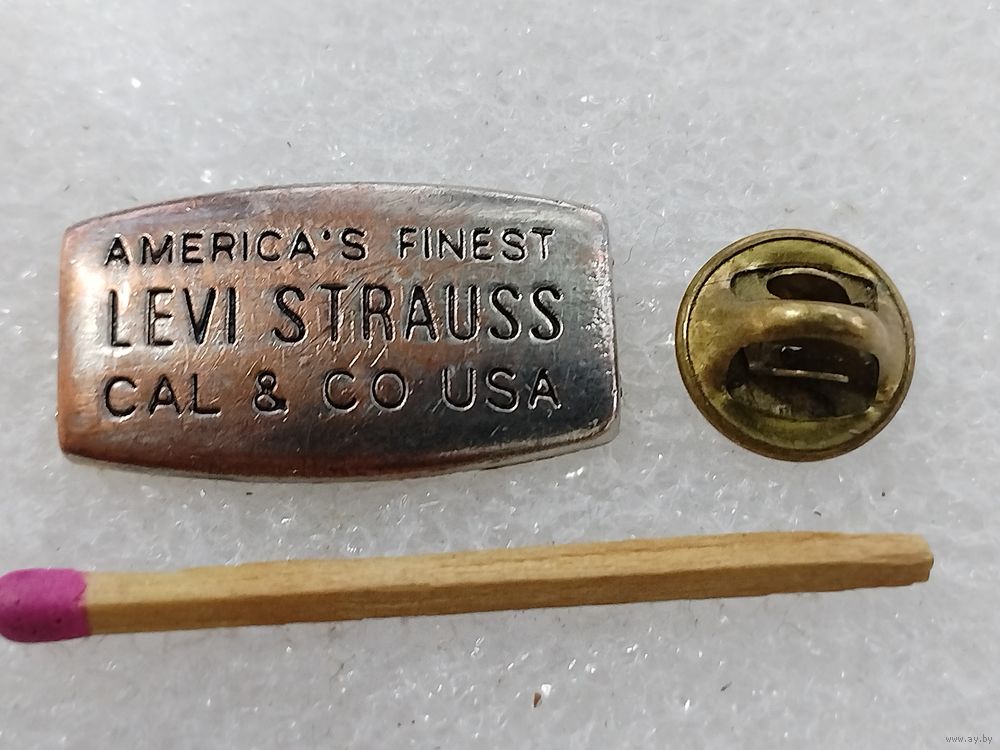 AMERICA'S FINEST
LEVI STRAUSS
CAL & CO USA
www.ay.by